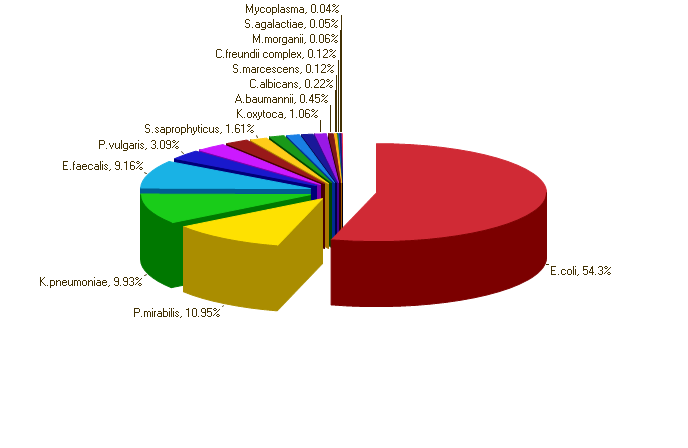 Mycoplasma, 0.04%
S.agalactiae, 0.05%
M.morganii, 0.06%
C.freundii complex, 0.12%
S.marcescens, 0.12%
C.albicans, 0.22%
A.baumannii, 0.45%
K.oxytoca, 1.06%
S.saprophyticus, 1.61%
P.vulgaris, 3.09%
E.faecalis, 9.16%
E.coli, 54.3%
K.pneumoniae, 9.93%
P.mirabilis, 10.95%